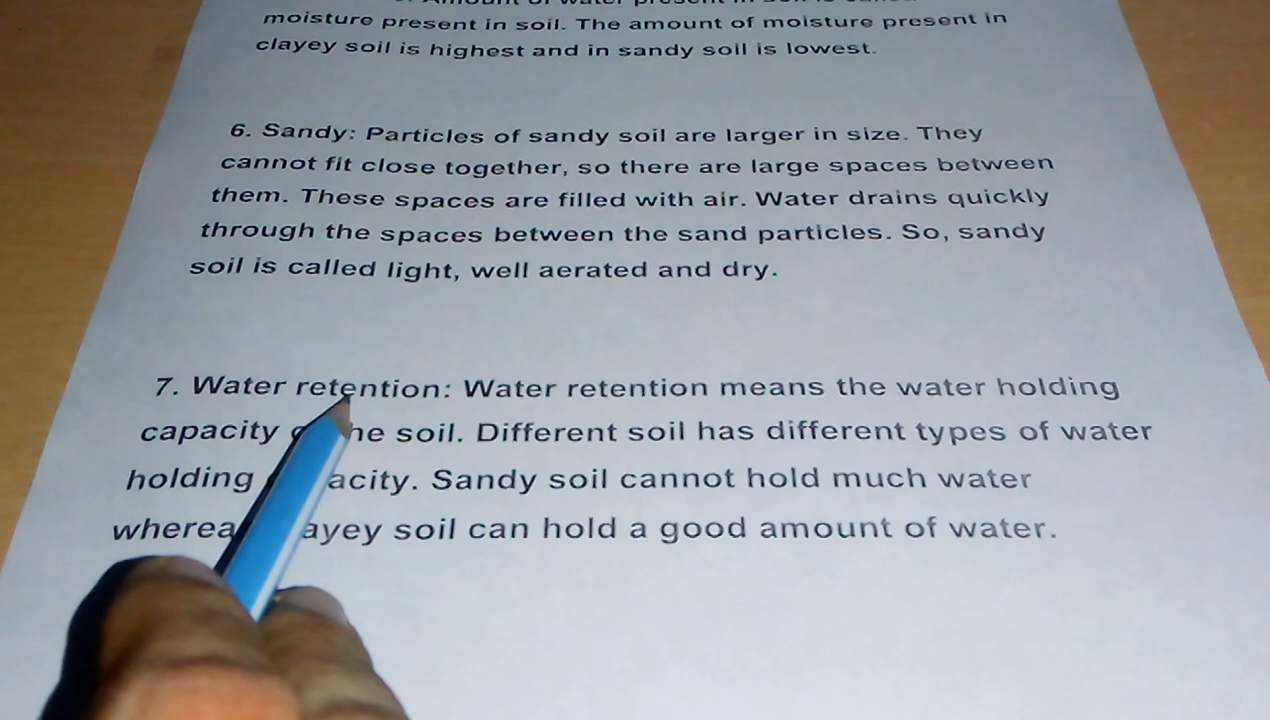 moisture present in soil. The amount of moisture present in
clayey soil is highest and in sandy soil is lowest.
6. Sandy: Particles of sandy soil are larger in size. They
cannot fit close together, so there are large spaces between
them. These spaces are filled with air. Water drains quickly
through the spaces between the sand particles. So, sandy
soil is called light, well aerated and dry.
7. Water retention: Water retention means the water holding
capacity soil. Different soil has different types of water
holding Sandy soil cannot hold much water
soil can hold a good amount of water.